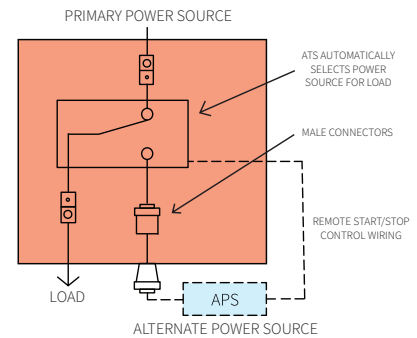 PRIMARY POWER SOURCE
ATS AUTOMATICALLY
SELECTS POWER
SOURCE FOR LOAD
MALE CONNECTORS
REMOTE START/STOP
CONTROL WIRING
LOAD
APS
ALTERNATE POWER SOURCE